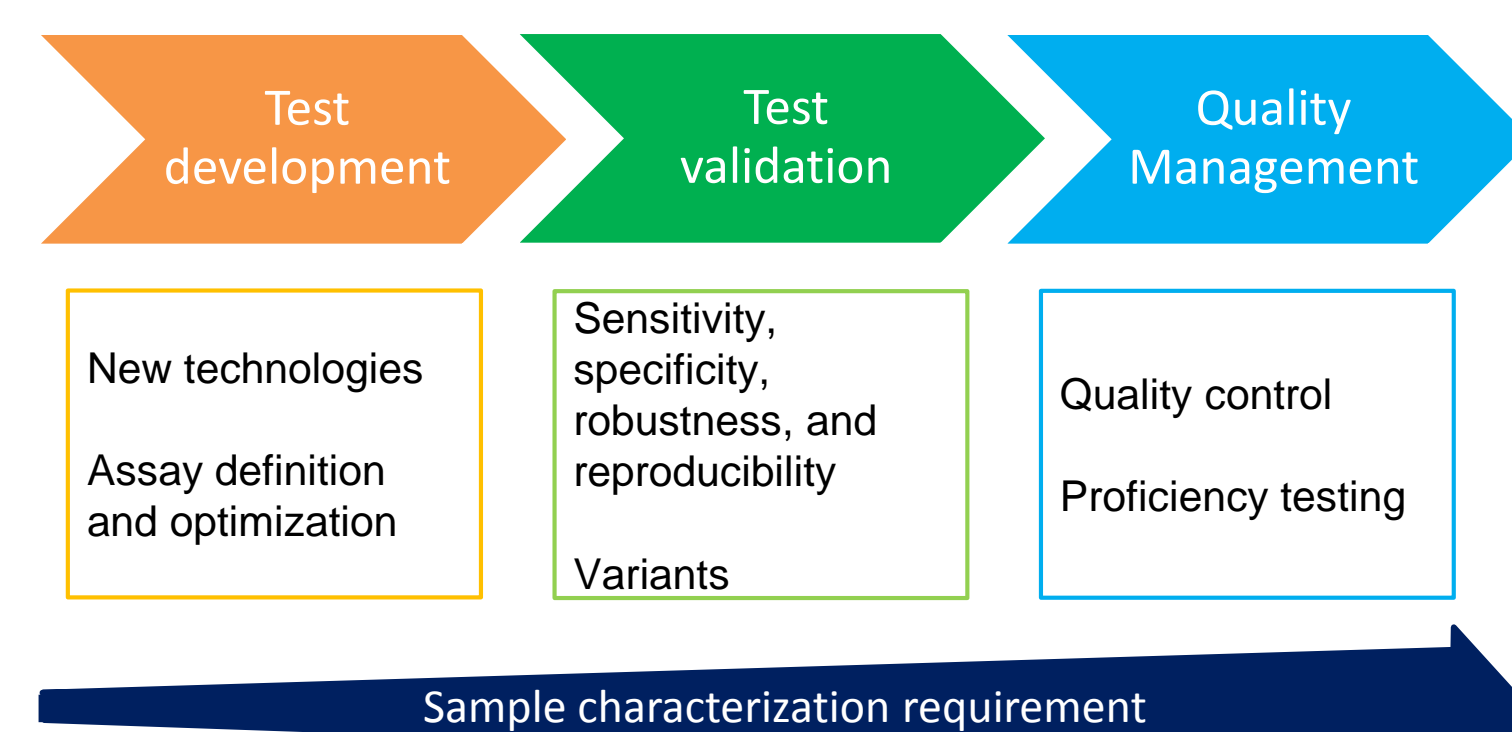 Test
development
Test
validation
Quality
Management
New technologies
Assay definition
and optimization
Sensitivity,
specificity,
robustness, and
reproducibility
Variants
Quality control
Proficiency testing
Sample characterization requirement